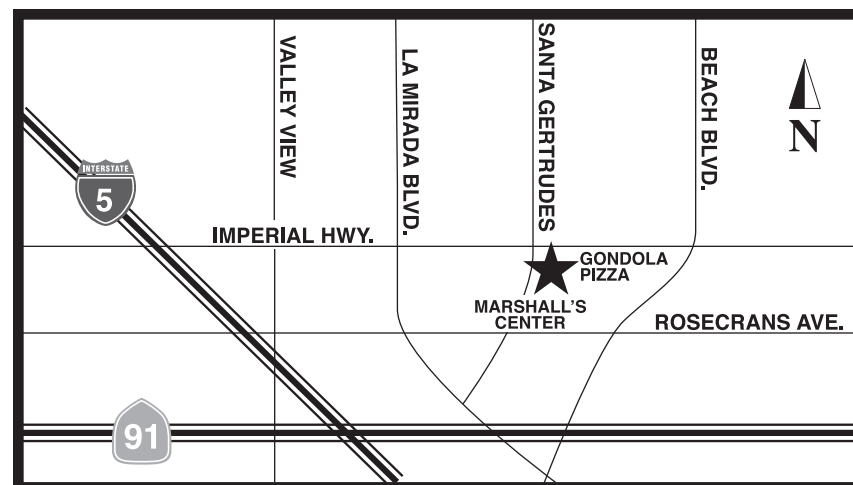 VALLEY VIEW
LA MIRADA BLVD.
SANTA GERTRUDES
BEACH BLVD.
N
INTERSTATE
5
IMPERIAL HWY.
GONDOLA
PIZZA
MARSHALL'S
CENTER
ROSECRANS AVE.
91